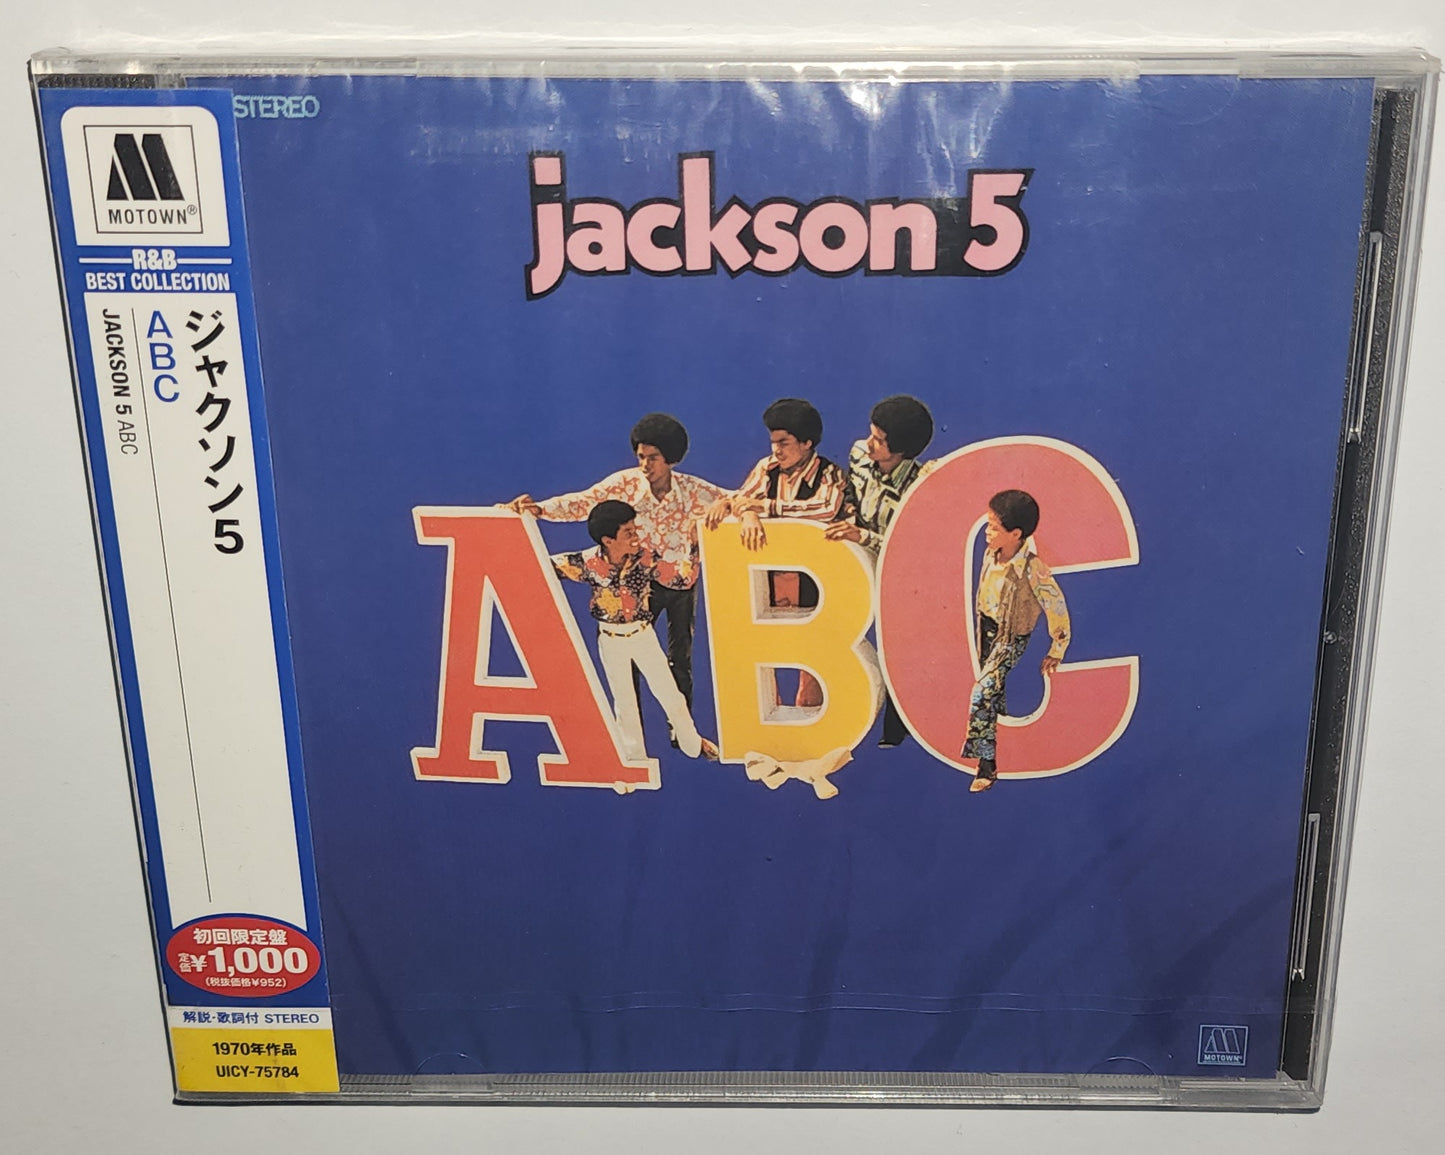 MOTOWN®
R&B
BEST COLLECTION
ジャクソン5
ABC
JACKSON 5 ABC
初回限定盤
定価¥1,000
(税抜価格¥952)
解説・歌詞付 STEREO
1970年作品
UICY-75784
STEREO
jackson 5
ABC
MOTOWN®